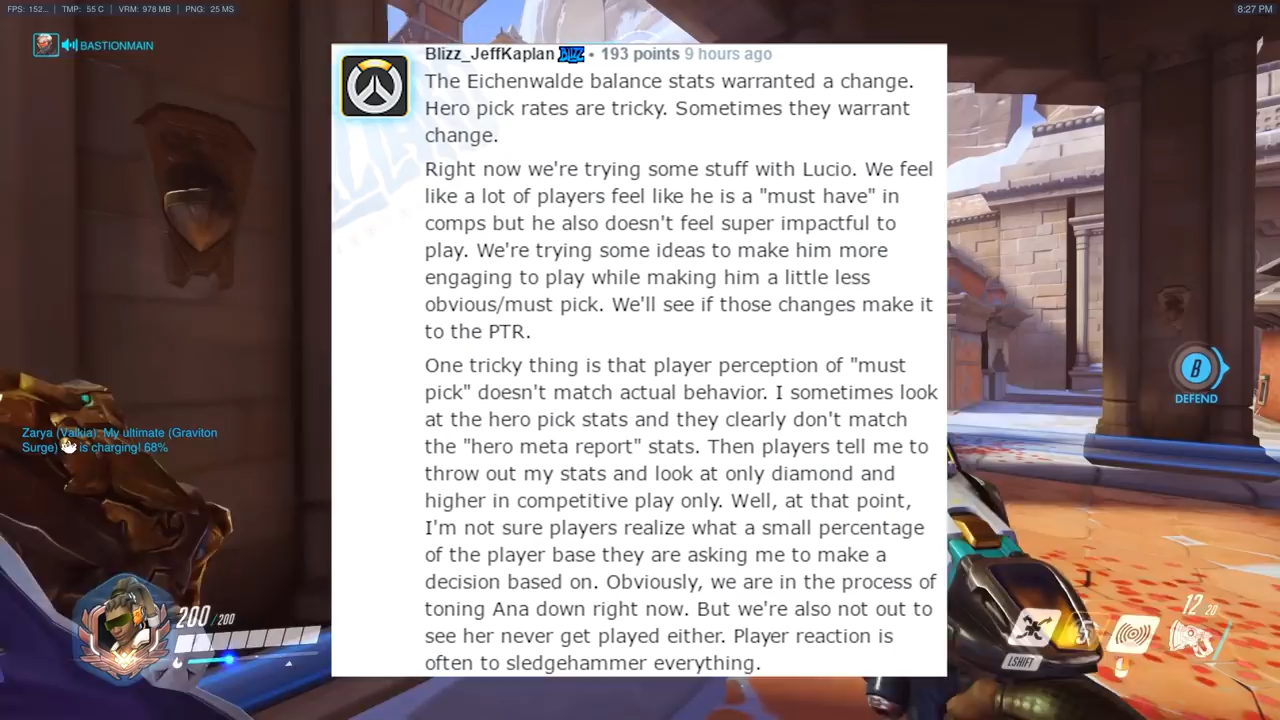 FPS: 152... | TMP: 55 C | VRM: 978 MB | PNG: 25 MS
8:27 PM
BASTIONMAIN
Blizz_JeffKaplan BLIZZ • 193 points 9 hours ago
The Eichenwalde balance stats warranted a change.
Hero pick rates are tricky. Sometimes they warrant
change.
Right now we're trying some stuff with Lucio. We feel
like a lot of players feel like he is a "must have" in
comps but he also doesn't feel super impactful to
play. We're trying some ideas to make him more
engaging to play while making him a little less
obvious/must pick. We'll see if those changes make it
to the PTR.
One tricky thing is that player perception of "must
pick" doesn't match actual behavior. I sometimes look
at the hero pick stats and they clearly don't match
the "hero meta report" stats. Then players tell me to
throw out my stats and look at only diamond and
higher in competitive play only. Well, at that point,
I'm not sure players realize what a small percentage
of the player base they are asking me to make a
decision based on. Obviously, we are in the process of
toning Ana down right now. But we're also not out to
see her never get played either. Player reaction is
often to sledgehammer everything.
B
DEFEND
Zarya (Valkia): My ultimate (Graviton
Surge) is charging! 68%
200/200
5
LSHIFT
12 20